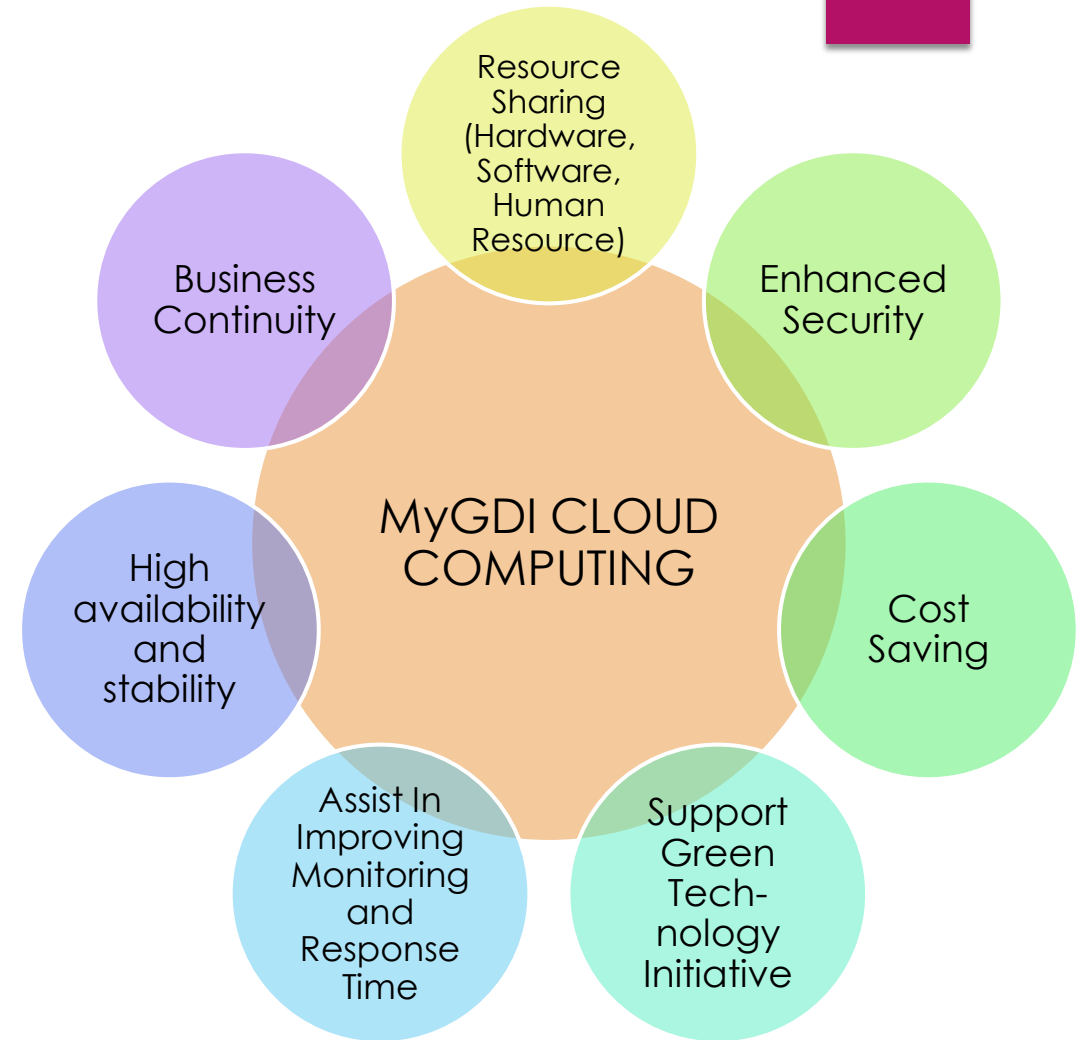 Resource
Sharing
(Hardware,
Software,
Human
Resource)
Enhanced
Security
Cost
Saving
Support
Green
Tech-
nology
Initiative
Assist In
Improving
Monitoring
and
Response
Time
High
availability
and
stability
Business
Continuity
MyGDI CLOUD
COMPUTING